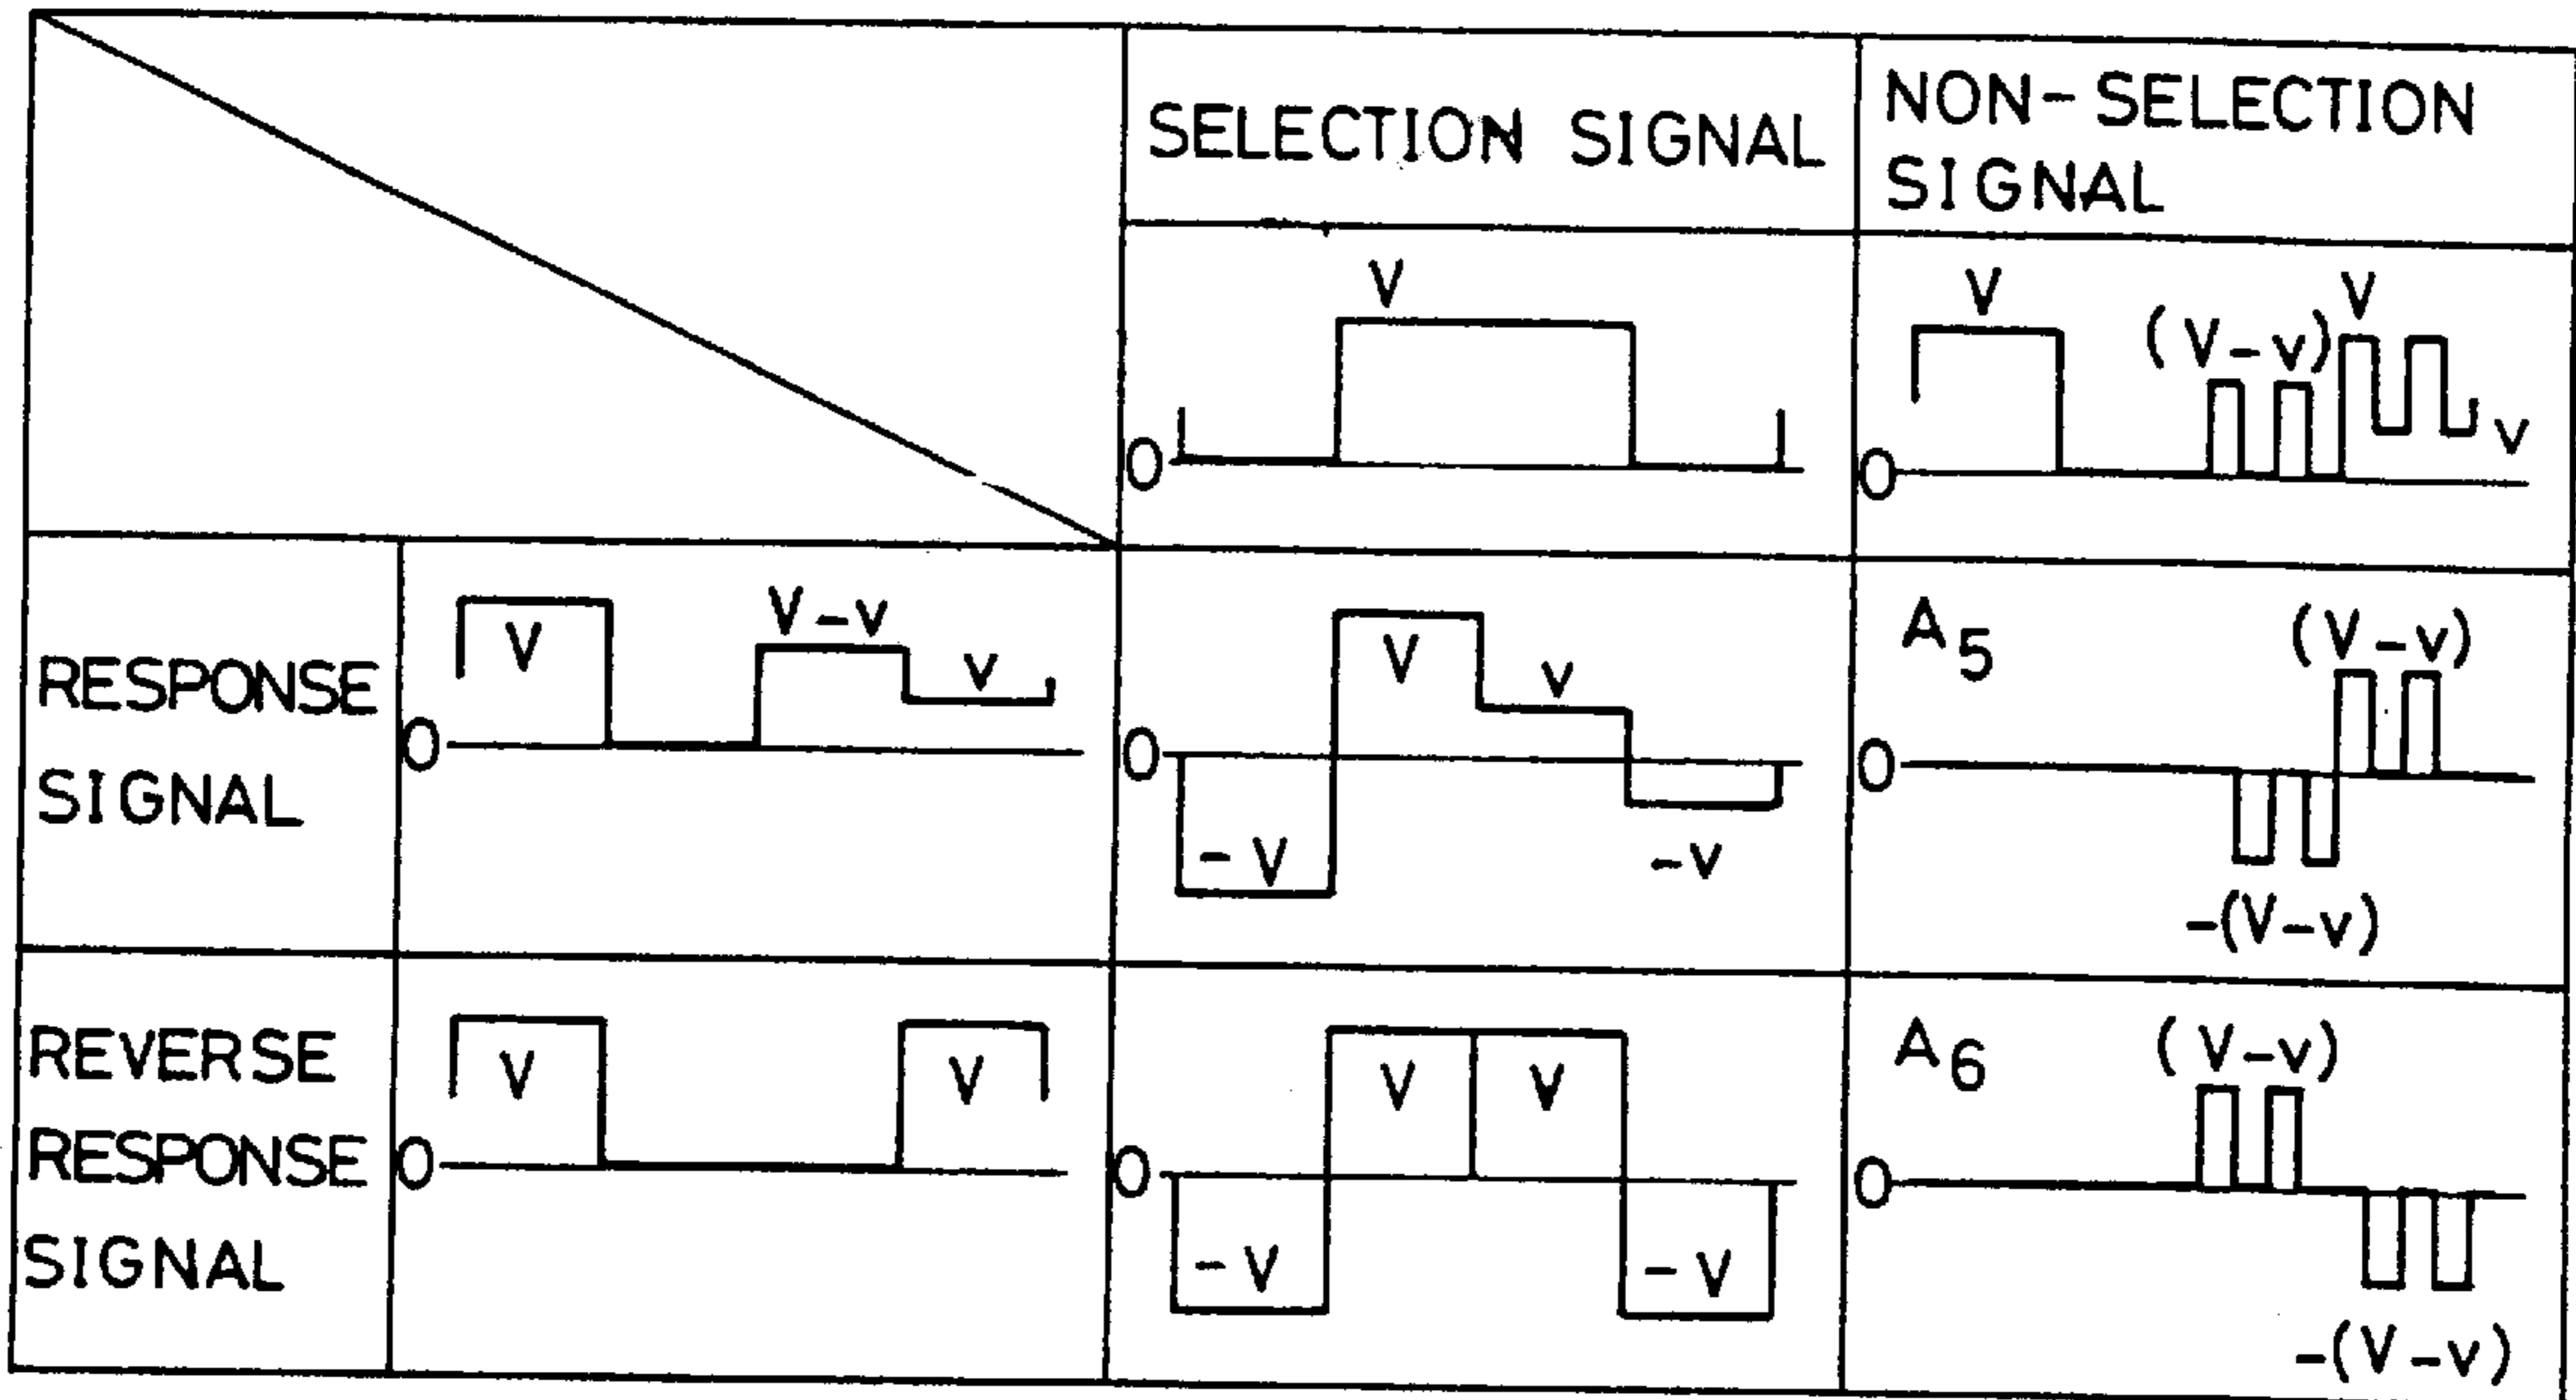 SELECTION SIGNAL
NON-SELECTION
SIGNAL
V
0
V
(V-v)
V
v
0
RESPONSE
SIGNAL
V
V-v
v
0
V
v
0
-V
-v
A5
(V-v)
0
-(V-v)
REVERSE
RESPONSE
SIGNAL
V
V
0
V
V
0
-V
-V
A6
(V-v)
0
-(V-v)